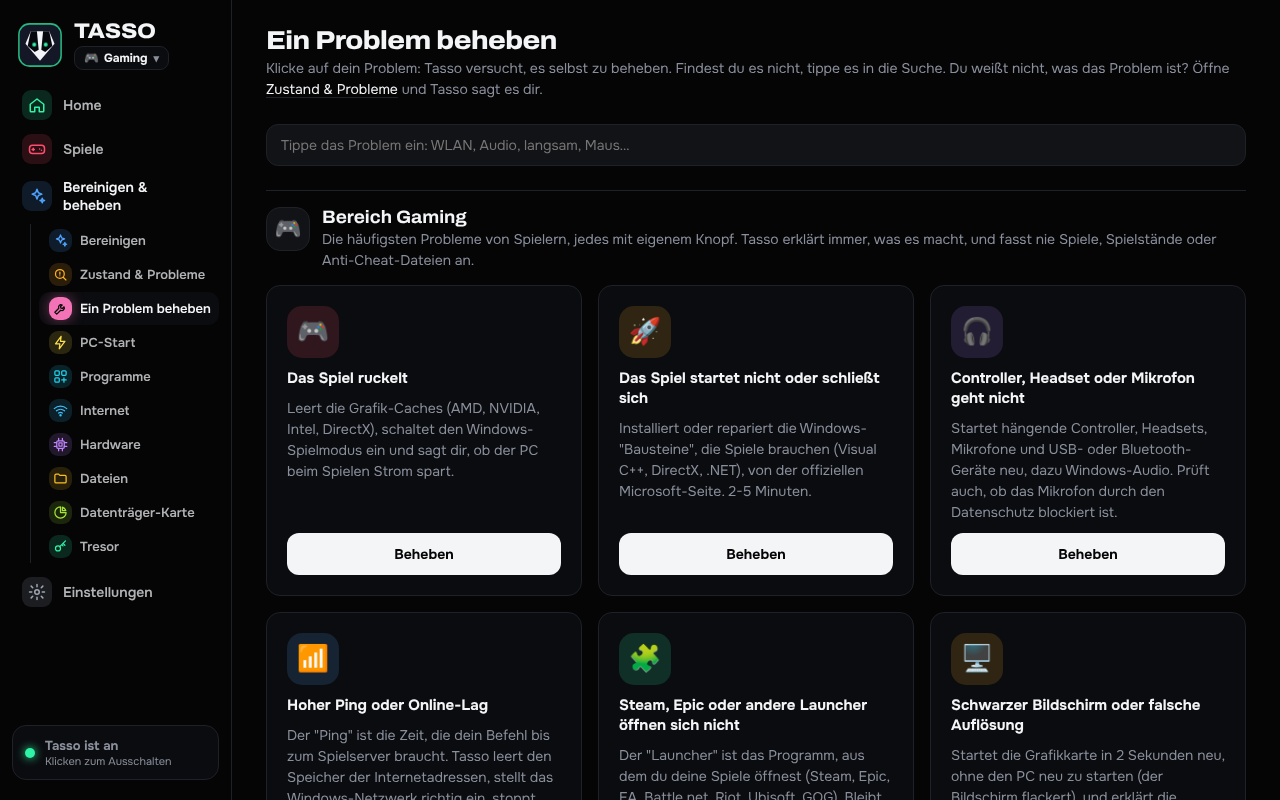 TASSO
Gaming ▾
Home
Spiele
Bereinigen &
beheben
Bereinigen
Zustand & Probleme
Ein Problem beheben
PC-Start
Programme
Internet
Hardware
Dateien
Datenträger-Karte
Tresor
Einstellungen
Tasso ist an
Klicken zum Ausschalten
Ein Problem beheben
Klicke auf dein Problem: Tasso versucht, es selbst zu beheben. Findest du es nicht, tippe es in die Suche. Du weißt nicht, was das Problem ist? Öffne
Zustand & Probleme und Tasso sagt es dir.
Tippe das Problem ein: WLAN, Audio, langsam, Maus...
Bereich Gaming
Die häufigsten Probleme von Spielern, jedes mit eigenem Knopf. Tasso erklärt immer, was es macht, und fasst nie Spiele, Spielstände oder
Anti-Cheat-Dateien an.
Das Spiel ruckelt
Leert die Grafik-Caches (AMD, NVIDIA,
Intel, DirectX), schaltet den Windows-
Spielmodus ein und sagt dir, ob der PC
beim Spielen Strom spart.
Beheben
Das Spiel startet nicht oder schließt
sich
Installiert oder repariert die Windows-
"Bausteine", die Spiele brauchen (Visual
C++, DirectX, .NET), von der offiziellen
Microsoft-Seite. 2-5 Minuten.
Beheben
Controller, Headset oder Mikrofon
geht nicht
Startet hängende Controller, Headsets,
Mikrofone und USB- oder Bluetooth-
Geräte neu, dazu Windows-Audio. Prüft
auch, ob das Mikrofon durch den
Datenschutz blockiert ist.
Beheben
Hoher Ping oder Online-Lag
Der "Ping" ist die Zeit, die dein Befehl bis
zum Spielserver braucht. Tasso leert den
Speicher der Internetadressen, stellt das
Windows-Netzwerk richtig ein, stoppt
Steam, Epic oder andere Launcher
öffnen sich nicht
Der "Launcher" ist das Programm, aus
dem du deine Spiele öffnest (Steam, Epic,
EA, Battle.net, Riot, Ubisoft, GOG). Bleibt
Schwarzer Bildschirm oder falsche
Auflösung
Startet die Grafikkarte in 2 Sekunden neu,
ohne den PC neu zu starten (der
Bildschirm flackert), und erklärt die